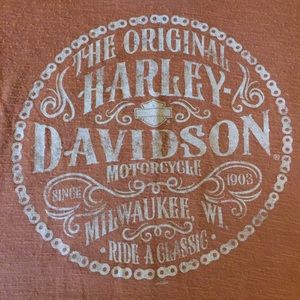 THE ORIGINAL
HARLEY-
DAVIDSON®
MOTORCYCLE
SINCE 1903
MILWAUKEE, WI.
• RIDE A CLASSIC •